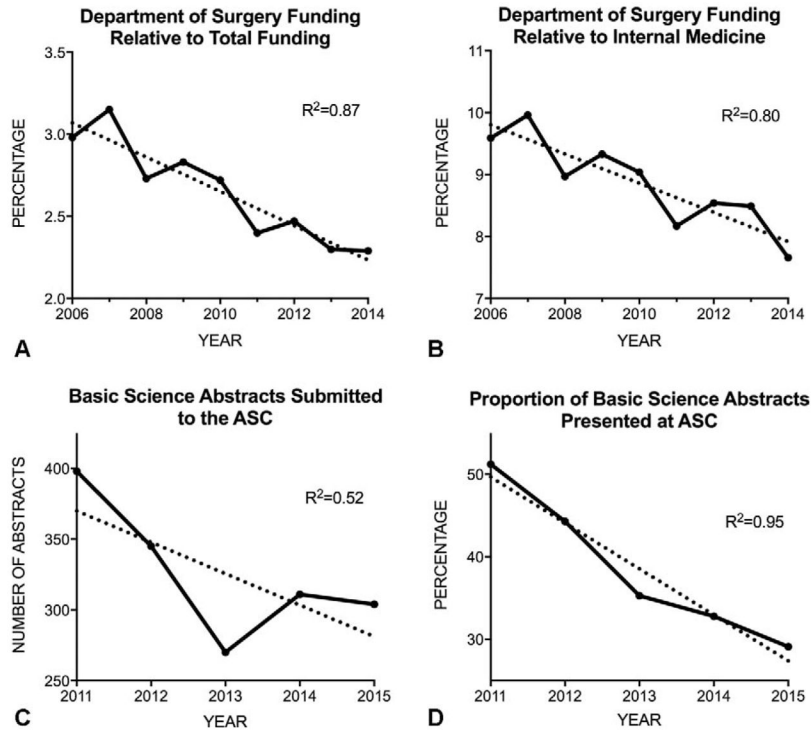 Department of Surgery Funding
Relative to Total Funding
3.5
3.0
2.5
2.0
PERCENTAGE
R²=0.87
2006
2008
2010
2012
2014
YEAR
A
Department of Surgery Funding
Relative to Internal Medicine
11
10
9
8
7
PERCENTAGE
R²=0.80
2006
2008
2010
2012
2014
YEAR
B
Basic Science Abstracts Submitted
to the ASC
400
350
300
250
NUMBER OF ABSTRACTS
R²=0.52
2011
2012
2013
2014
2015
YEAR
C
Proportion of Basic Science Abstracts
Presented at ASC
50
40
30
PERCENTAGE
R²=0.95
2011
2012
2013
2014
2015
YEAR
D